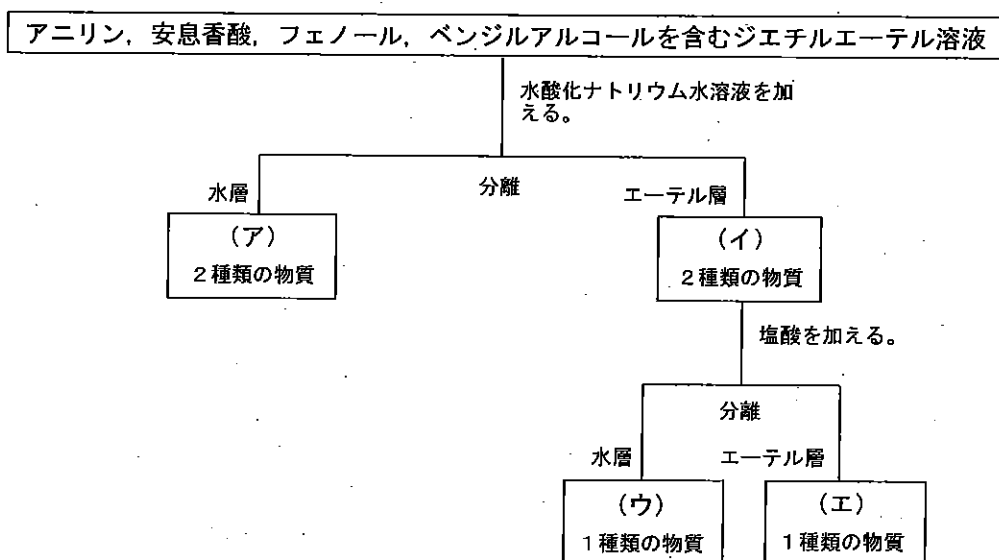 アニリン，安息香酸，フェノール，ベンジルアルコールを含むジエチルエーテル溶液
水酸化ナトリウム水溶液を加
える。
分離
水層
エーテル層
（ア）
2種類の物質
（イ）
2種類の物質
塩酸を加える。
分離
水層
エーテル層
（ウ）
1種類の物質
（エ）
1種類の物質